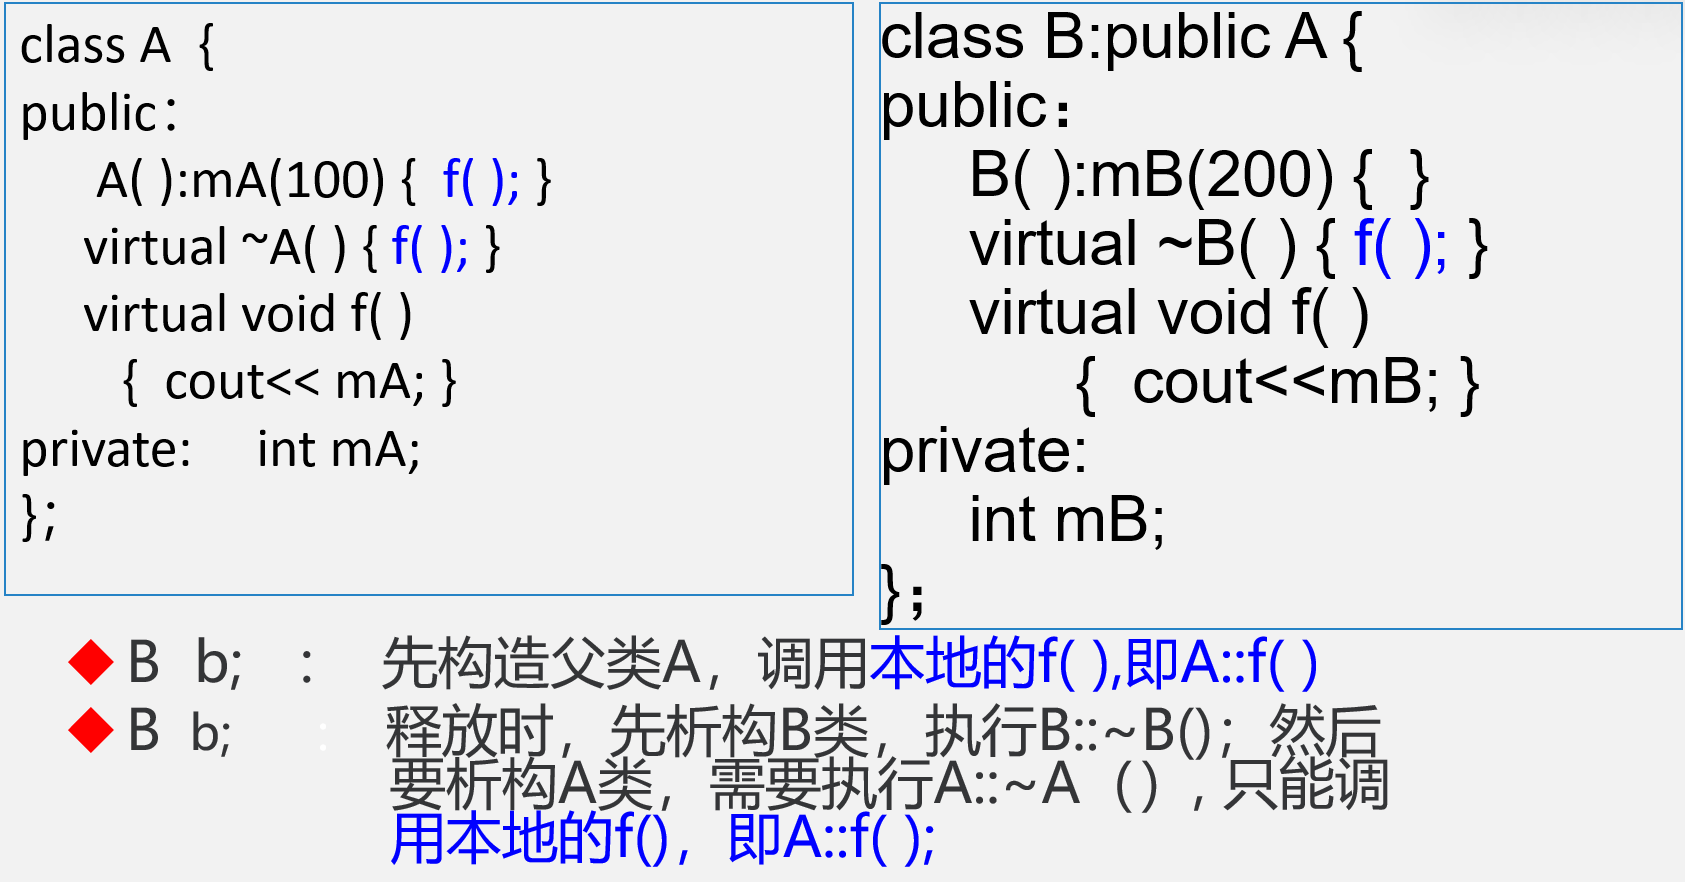 class A {
public：
A( ):mA(100) { f( ); }
virtual ~A( ) { f( ); }
virtual void f( )
{ cout<< mA; }
private: int mA;
};
class B:public A {
public：
B( ):mB(200) { }
virtual ~B( ) { f( ); }
virtual void f( )
{ cout<<mB; }
private:
int mB;
}；
◆B b; ： 先构造父类A，调用本地的f( ),即A::f( )
◆B b; ： 释放时，先析构B类，执行B::~B()；然后
要析构A类，需要执行A::~A（）, 只能调
用本地的f()，即A::f( );